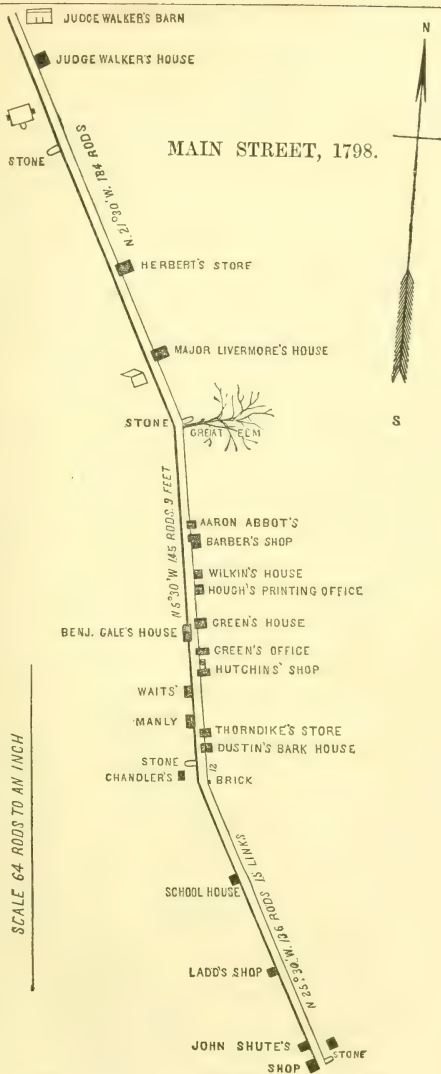 JUDGE WALKER'S BARN
N
JUDGE WALKER'S HOUSE
MAIN STREET, 1798.
STONE
N. 21°30' W. 184 RODS
HERBERT'S STORE
MAJOR LIVERMORE'S HOUSE
S
STONE
GREAT ELM
N 5°30' W 145 RODS. 9 FEET
AARON ABBOT'S
BARBER'S SHOP
WILKIN'S HOUSE
HOUGH'S PRINTING OFFICE
GREEN'S HOUSE
BENJ. GALE'S HOUSE
GREEN'S OFFICE
HUTCHINS' SHOP
WAITS'
MANLY
THORNDIKE'S STORE
DUSTIN'S BARK HOUSE
STONE
12
CHANDLER'S
BRICK
SCALE 64 RODS TO AN INCH
SCHOOL HOUSE
N 25°30' W. 136 RODS 15 LINKS
LADD'S SHOP
JOHN SHUTE'S
STONE
SHOP